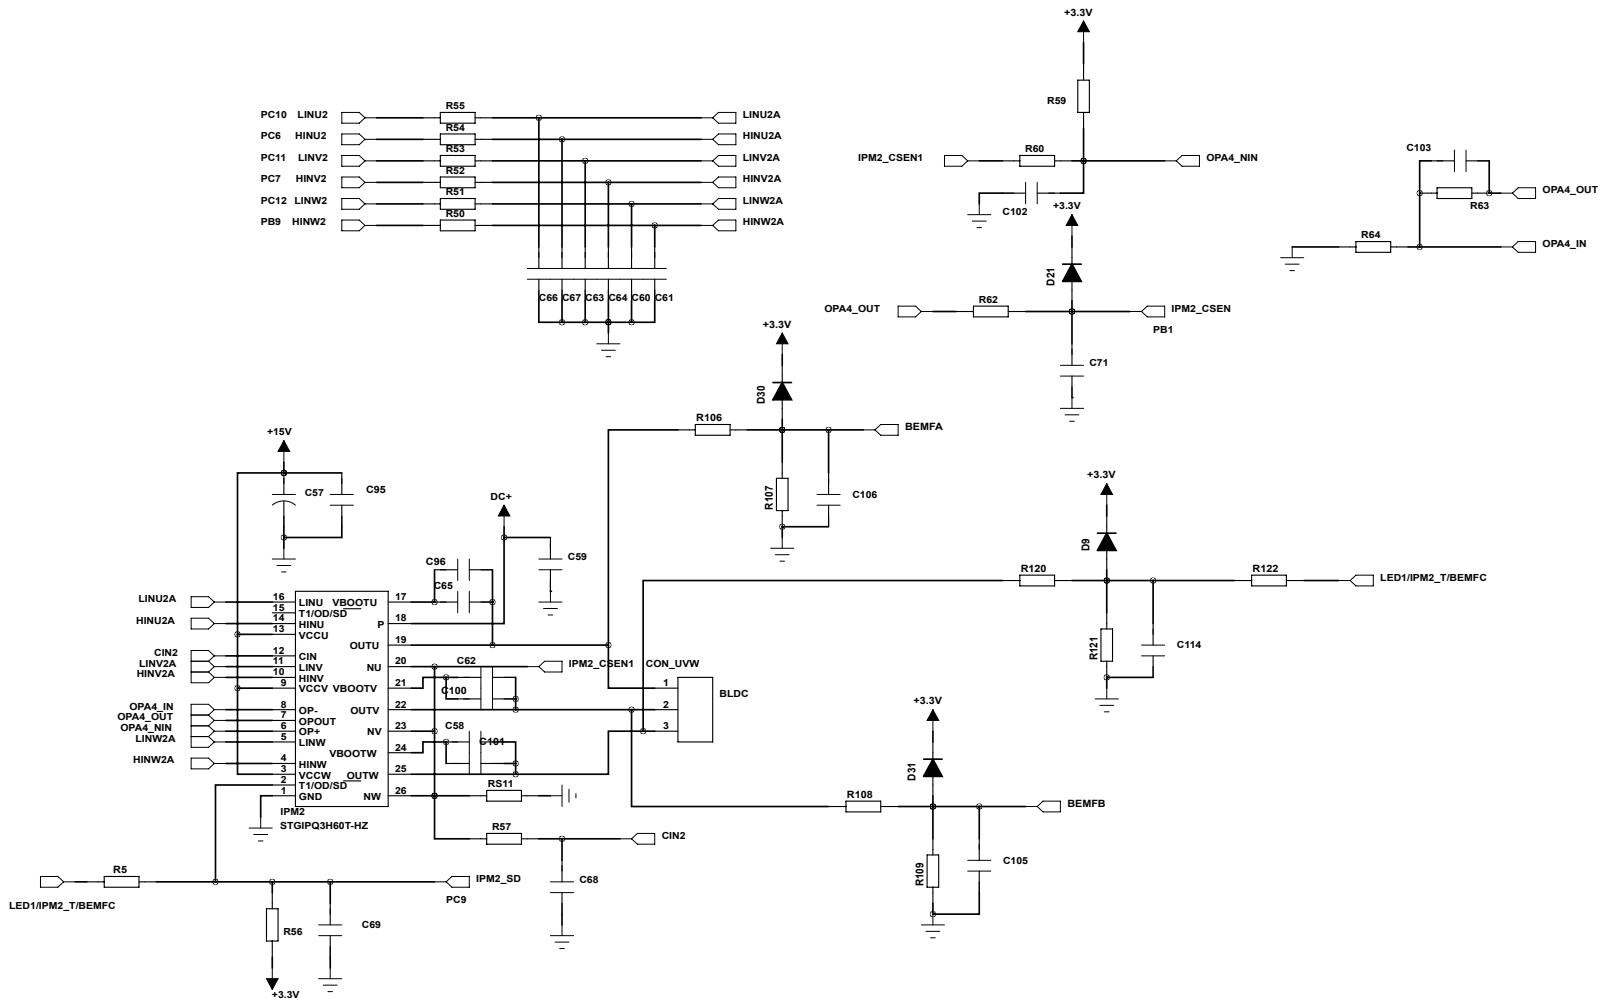 +3.3V
R59
PC10 LINU2 R55 LINU2A
PC6 HINU2 R54 HINU2A
PC11 LINV2 R53 LINV2A
PC7 HINV2 R52 HINV2A
PC12 LINW2 R51 LINW2A
PB9 HINW2 R50 HINW2A
C66 C67 C63 C64 C60 C61
IPM2_CSEN1 R60 OPA4_NIN
C102
+3.3V
D21
OPA4_OUT R62 IPM2_CSEN
PB1
C71
C103
R63 OPA4_OUT
R64 OPA4_IN
+3.3V
D30
R106 BEMFA
R107 C106
+15V
C57 C95
DC+
C96 C59
C65
+3.3V
D9
R120 R122 LED1/IPM2_T/BEMFC
R121 C114
LINU2A 16 LINU VBOOTU 17
15 T1/OD/SD
HINU2A 14 HINU P 18
13 VCCU
OUTU 19
CIN2 12 CIN
LINV2A 11 LINV NU 20
HINV2A 10 HINV
9 VCCV VBOOTV 21
OPA4_IN 8 OP- OUTV 22
OPA4_OUT 7 OPOUT
OPA4_NIN 6 OP+ NV 23
LINW2A 5 LINW
VBOOTW 24
HINW2A 4 HINW
3 VCCW OUTW 25
2 T1/OD/SD
1 GND NW 26
IPM2
STGIPQ3H60T-HZ
C62 IPM2_CSEN1
C100
C58
C101
CON_UVW
1
2
3
BLDC
RS11
R57 CIN2
C68
+3.3V
D31
R108 BEMFB
R109 C105
R5 IPM2_SD
LED1/IPM2_T/BEMFC PC9
R56 C69
+3.3V